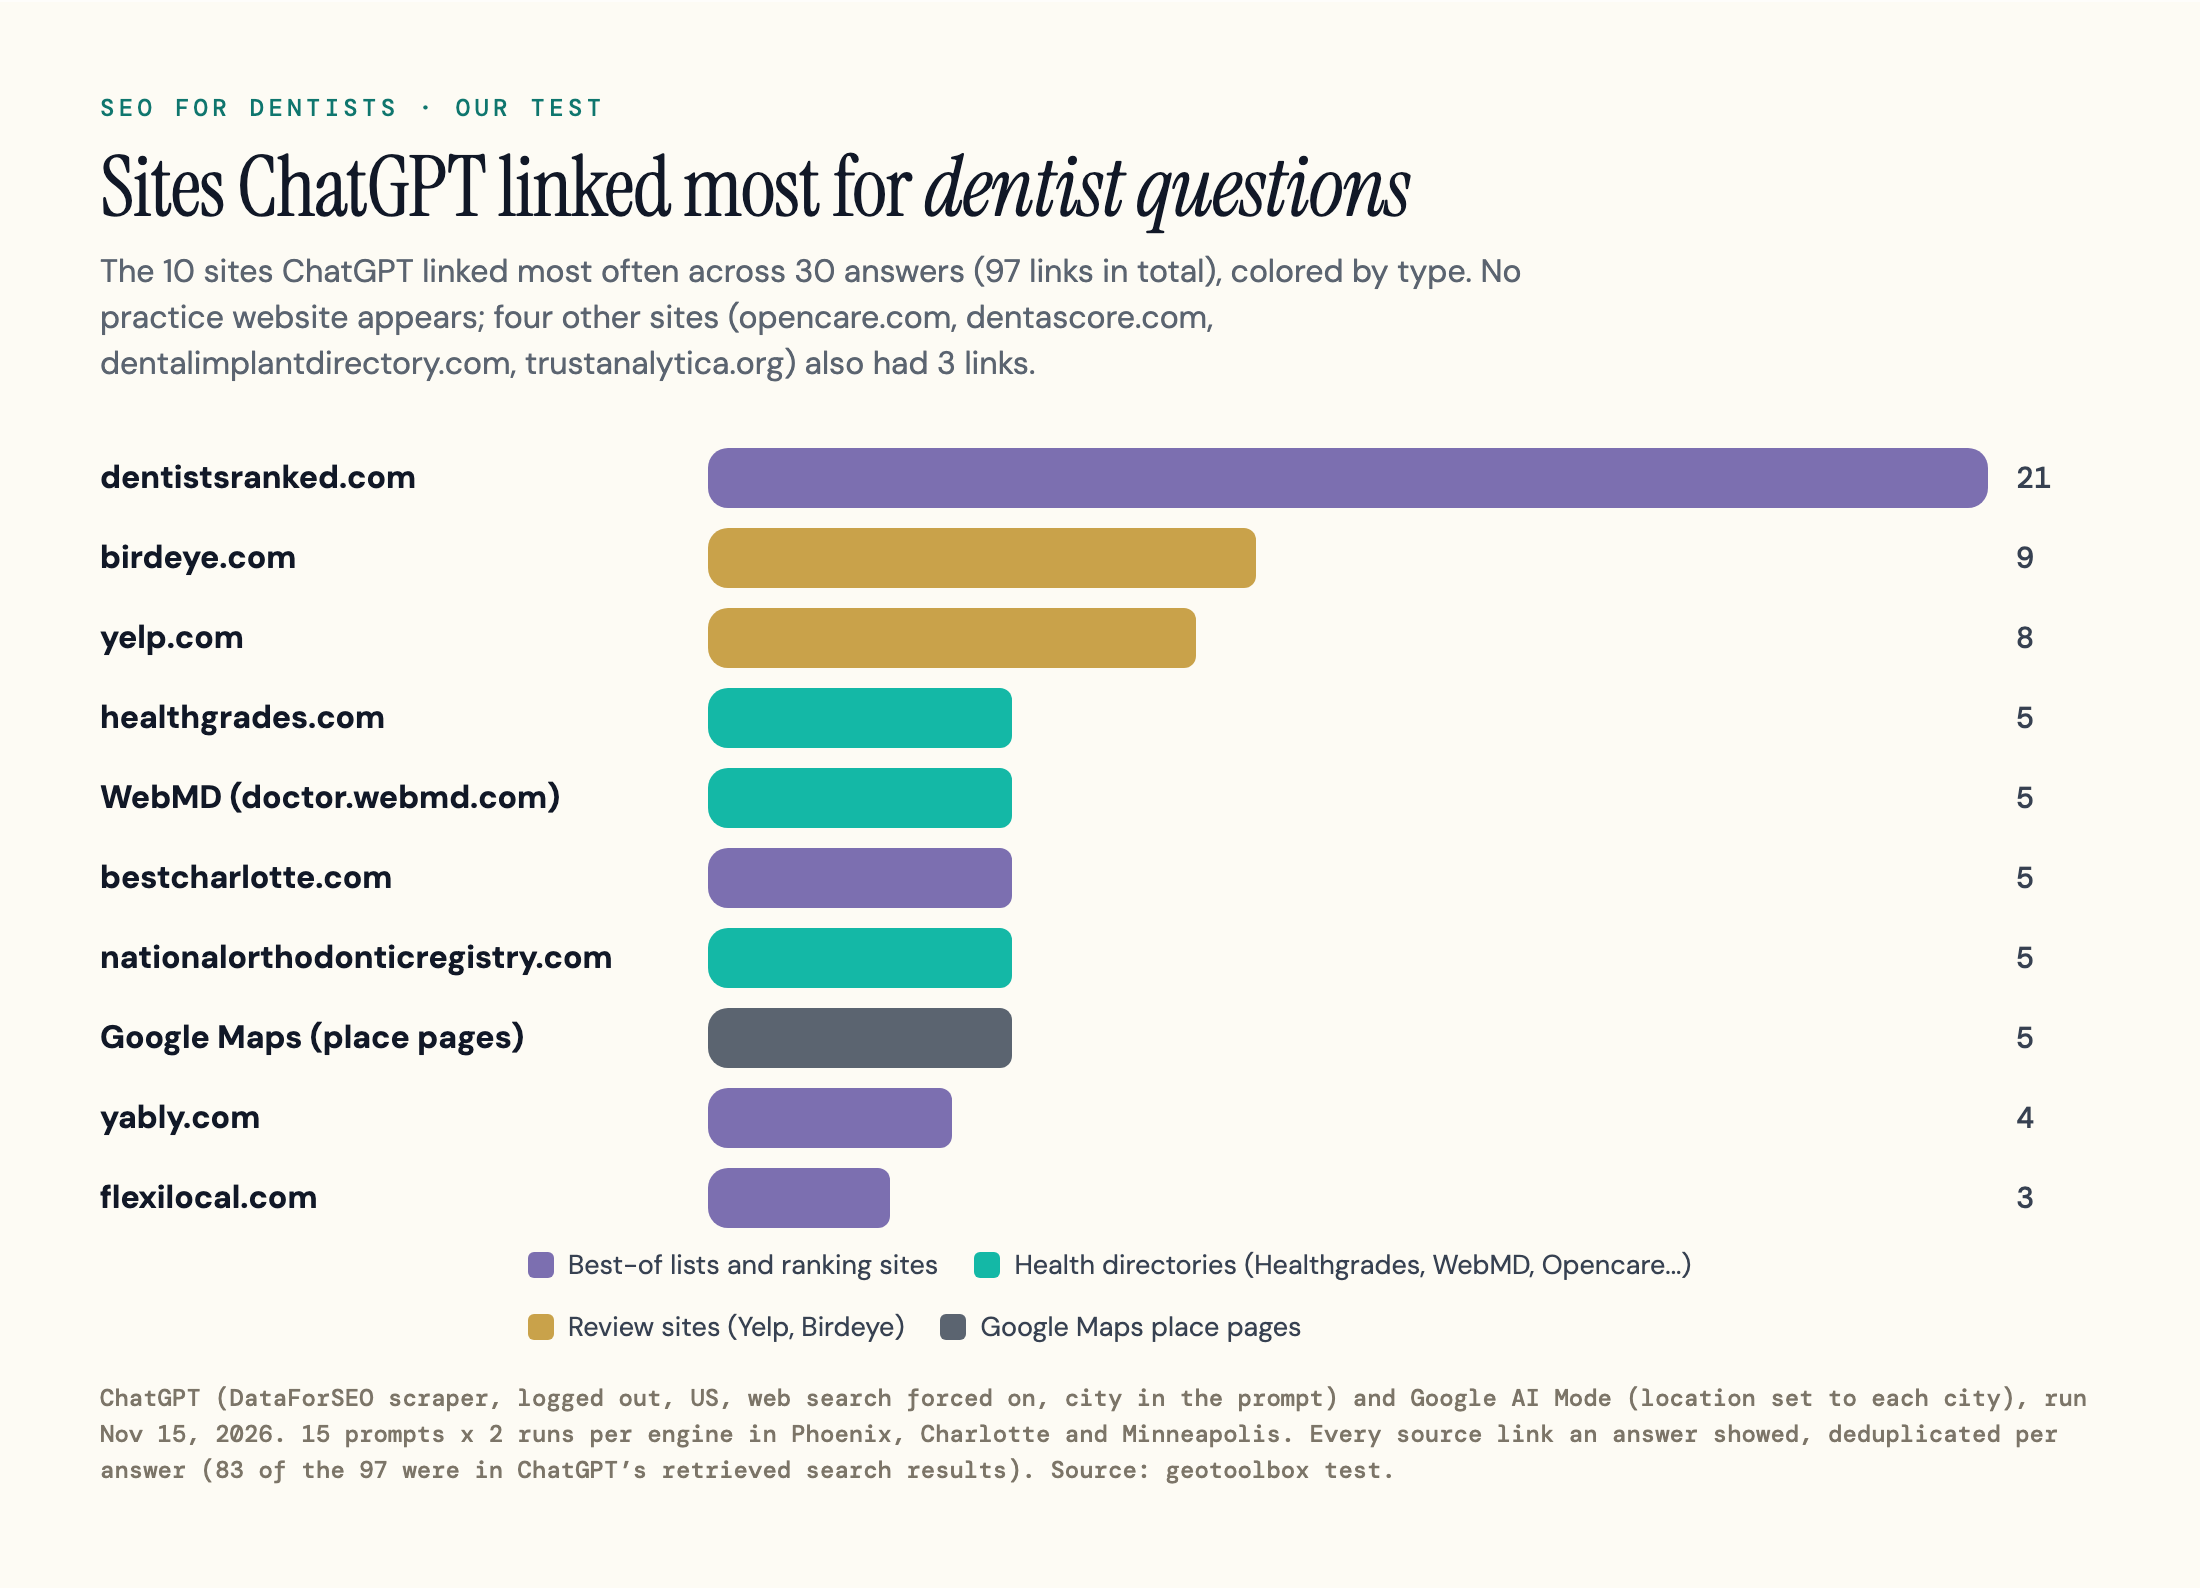 SEO FOR DENTISTS · OUR TEST
Sites ChatGPT linked most for dentist questions
The 10 sites ChatGPT linked most often across 30 answers (97 links in total), colored by type. No
practice website appears; four other sites (opencare.com, dentascore.com,
dentalimplantdirectory.com, trustanalytica.org) also had 3 links.
dentistsranked.com 21
birdeye.com 9
yelp.com 8
healthgrades.com 5
WebMD (doctor.webmd.com) 5
bestcharlotte.com 5
nationalorthodonticregistry.com 5
Google Maps (place pages) 5
yably.com 4
flexilocal.com 3
Best-of lists and ranking sites Health directories (Healthgrades, WebMD, Opencare...)
Review sites (Yelp, Birdeye) Google Maps place pages
ChatGPT (DataForSEO scraper, logged out, US, web search forced on, city in the prompt) and Google AI Mode (location set to each city), run
Nov 15, 2026. 15 prompts x 2 runs per engine in Phoenix, Charlotte and Minneapolis. Every source link an answer showed, deduplicated per
answer (83 of the 97 were in ChatGPT’s retrieved search results). Source: geotoolbox test.